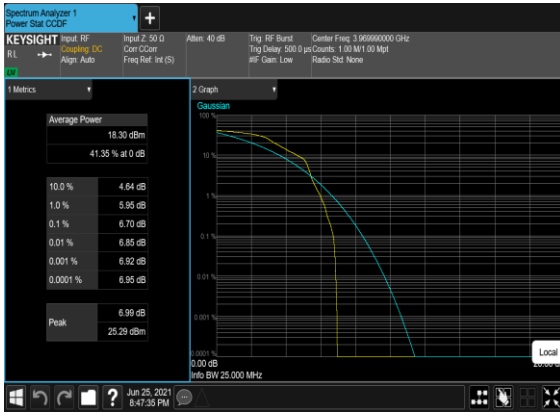 Spectrum Analyzer 1
Power Stat CCDF
KEYSIGHT
Input: RF
Input Z: 50 Ω
Atten: 40 dB
Trig: RF Burst
Center Freq: 3.969990000 GHz
RL
Coupling: DC
Corr CCorr
Trig Delay: 500.0 µs
Counts: 1.00 M/1.00 Mpt
Align: Auto
Freq Ref: Int (S)
#IF Gain: Low
Radio Std: None
1 Metrics
2 Graph
Gaussian
Average Power
18.30 dBm
41.35 % at 0 dB
10.0 % 4.64 dB
1.0 % 5.95 dB
0.1 % 6.70 dB
0.01 % 6.85 dB
0.001 % 6.92 dB
0.0001 % 6.95 dB
Peak
6.99 dB
25.29 dBm
100 %
10 %
1 %
0.1 %
0.01 %
0.001 %
0.0001 %
0.00 dB
Info BW 25.000 MHz
Local
?
Jun 25, 2021
8:47:35 PM